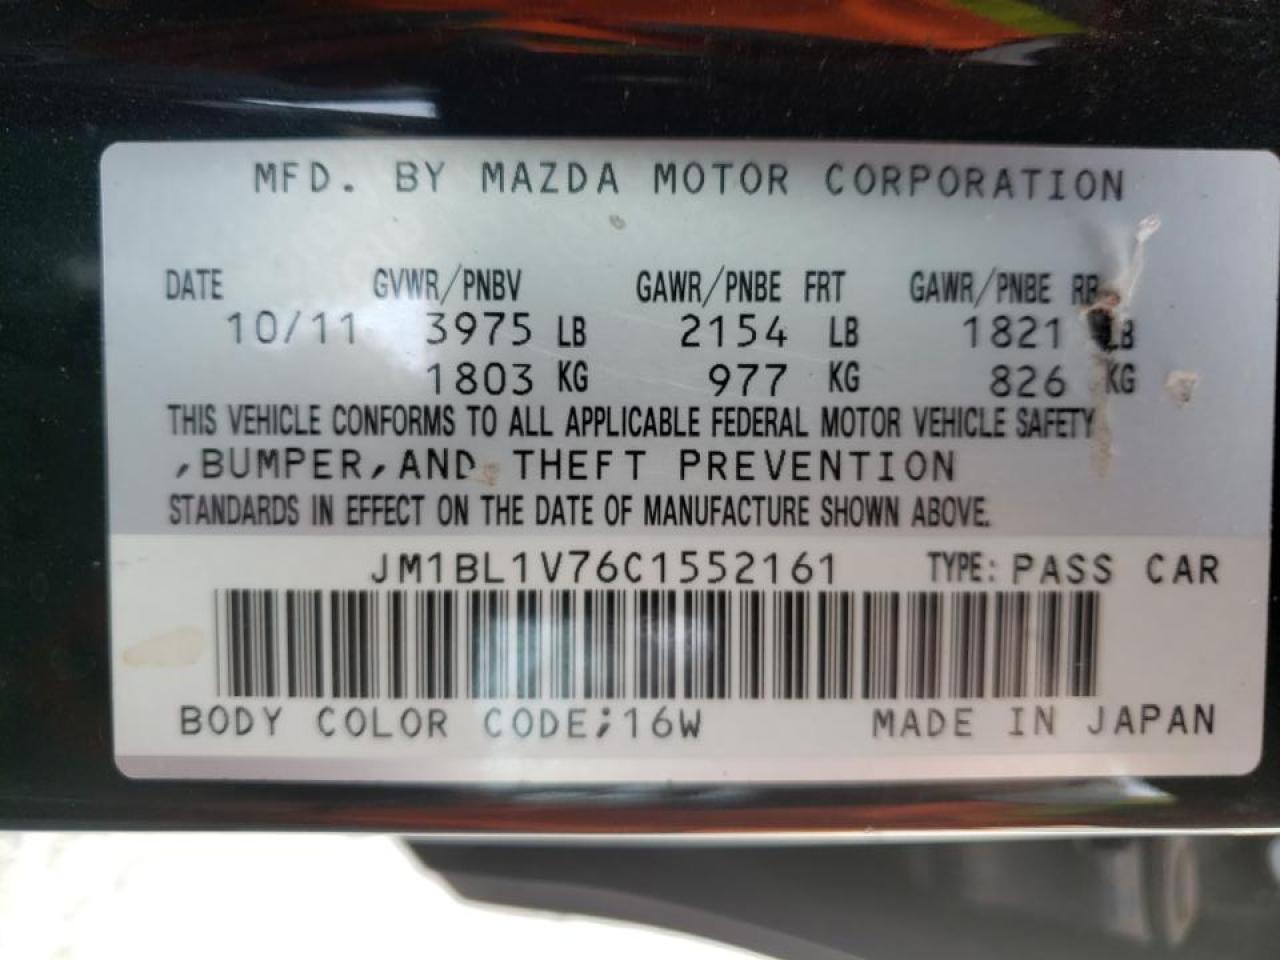 MFD. BY MAZDA MOTOR CORPORATION
DATE GVWR/PNBV GAWR/PNBE FRT GAWR/PNBE RR
10/11 3975 LB 2154 LB 1821 LB
1803 KG 977 KG 826 KG
THIS VEHICLE CONFORMS TO ALL APPLICABLE FEDERAL MOTOR VEHICLE SAFETY
,BUMPER,AND THEFT PREVENTION
STANDARDS IN EFFECT ON THE DATE OF MANUFACTURE SHOWN ABOVE.
JM1BL1V76C1552161 TYPE: PASS CAR
BODY COLOR CODE;16W MADE IN JAPAN